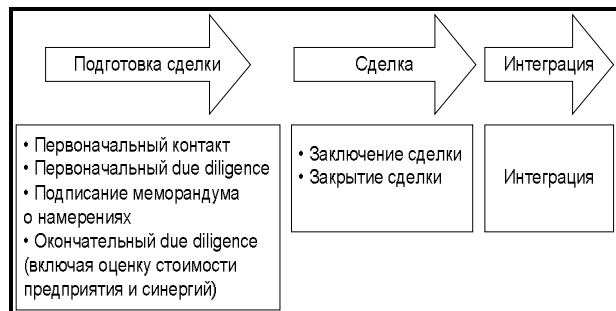 Подготовка сделки
Сделка
Интеграция
• Первоначальный контакт
• Первоначальный due diligence
• Подписание меморандума
о намерениях
• Окончательный due diligence
(включая оценку стоимости
предприятия и синергий)
• Заключение сделки
• Закрытие сделки
Интеграция